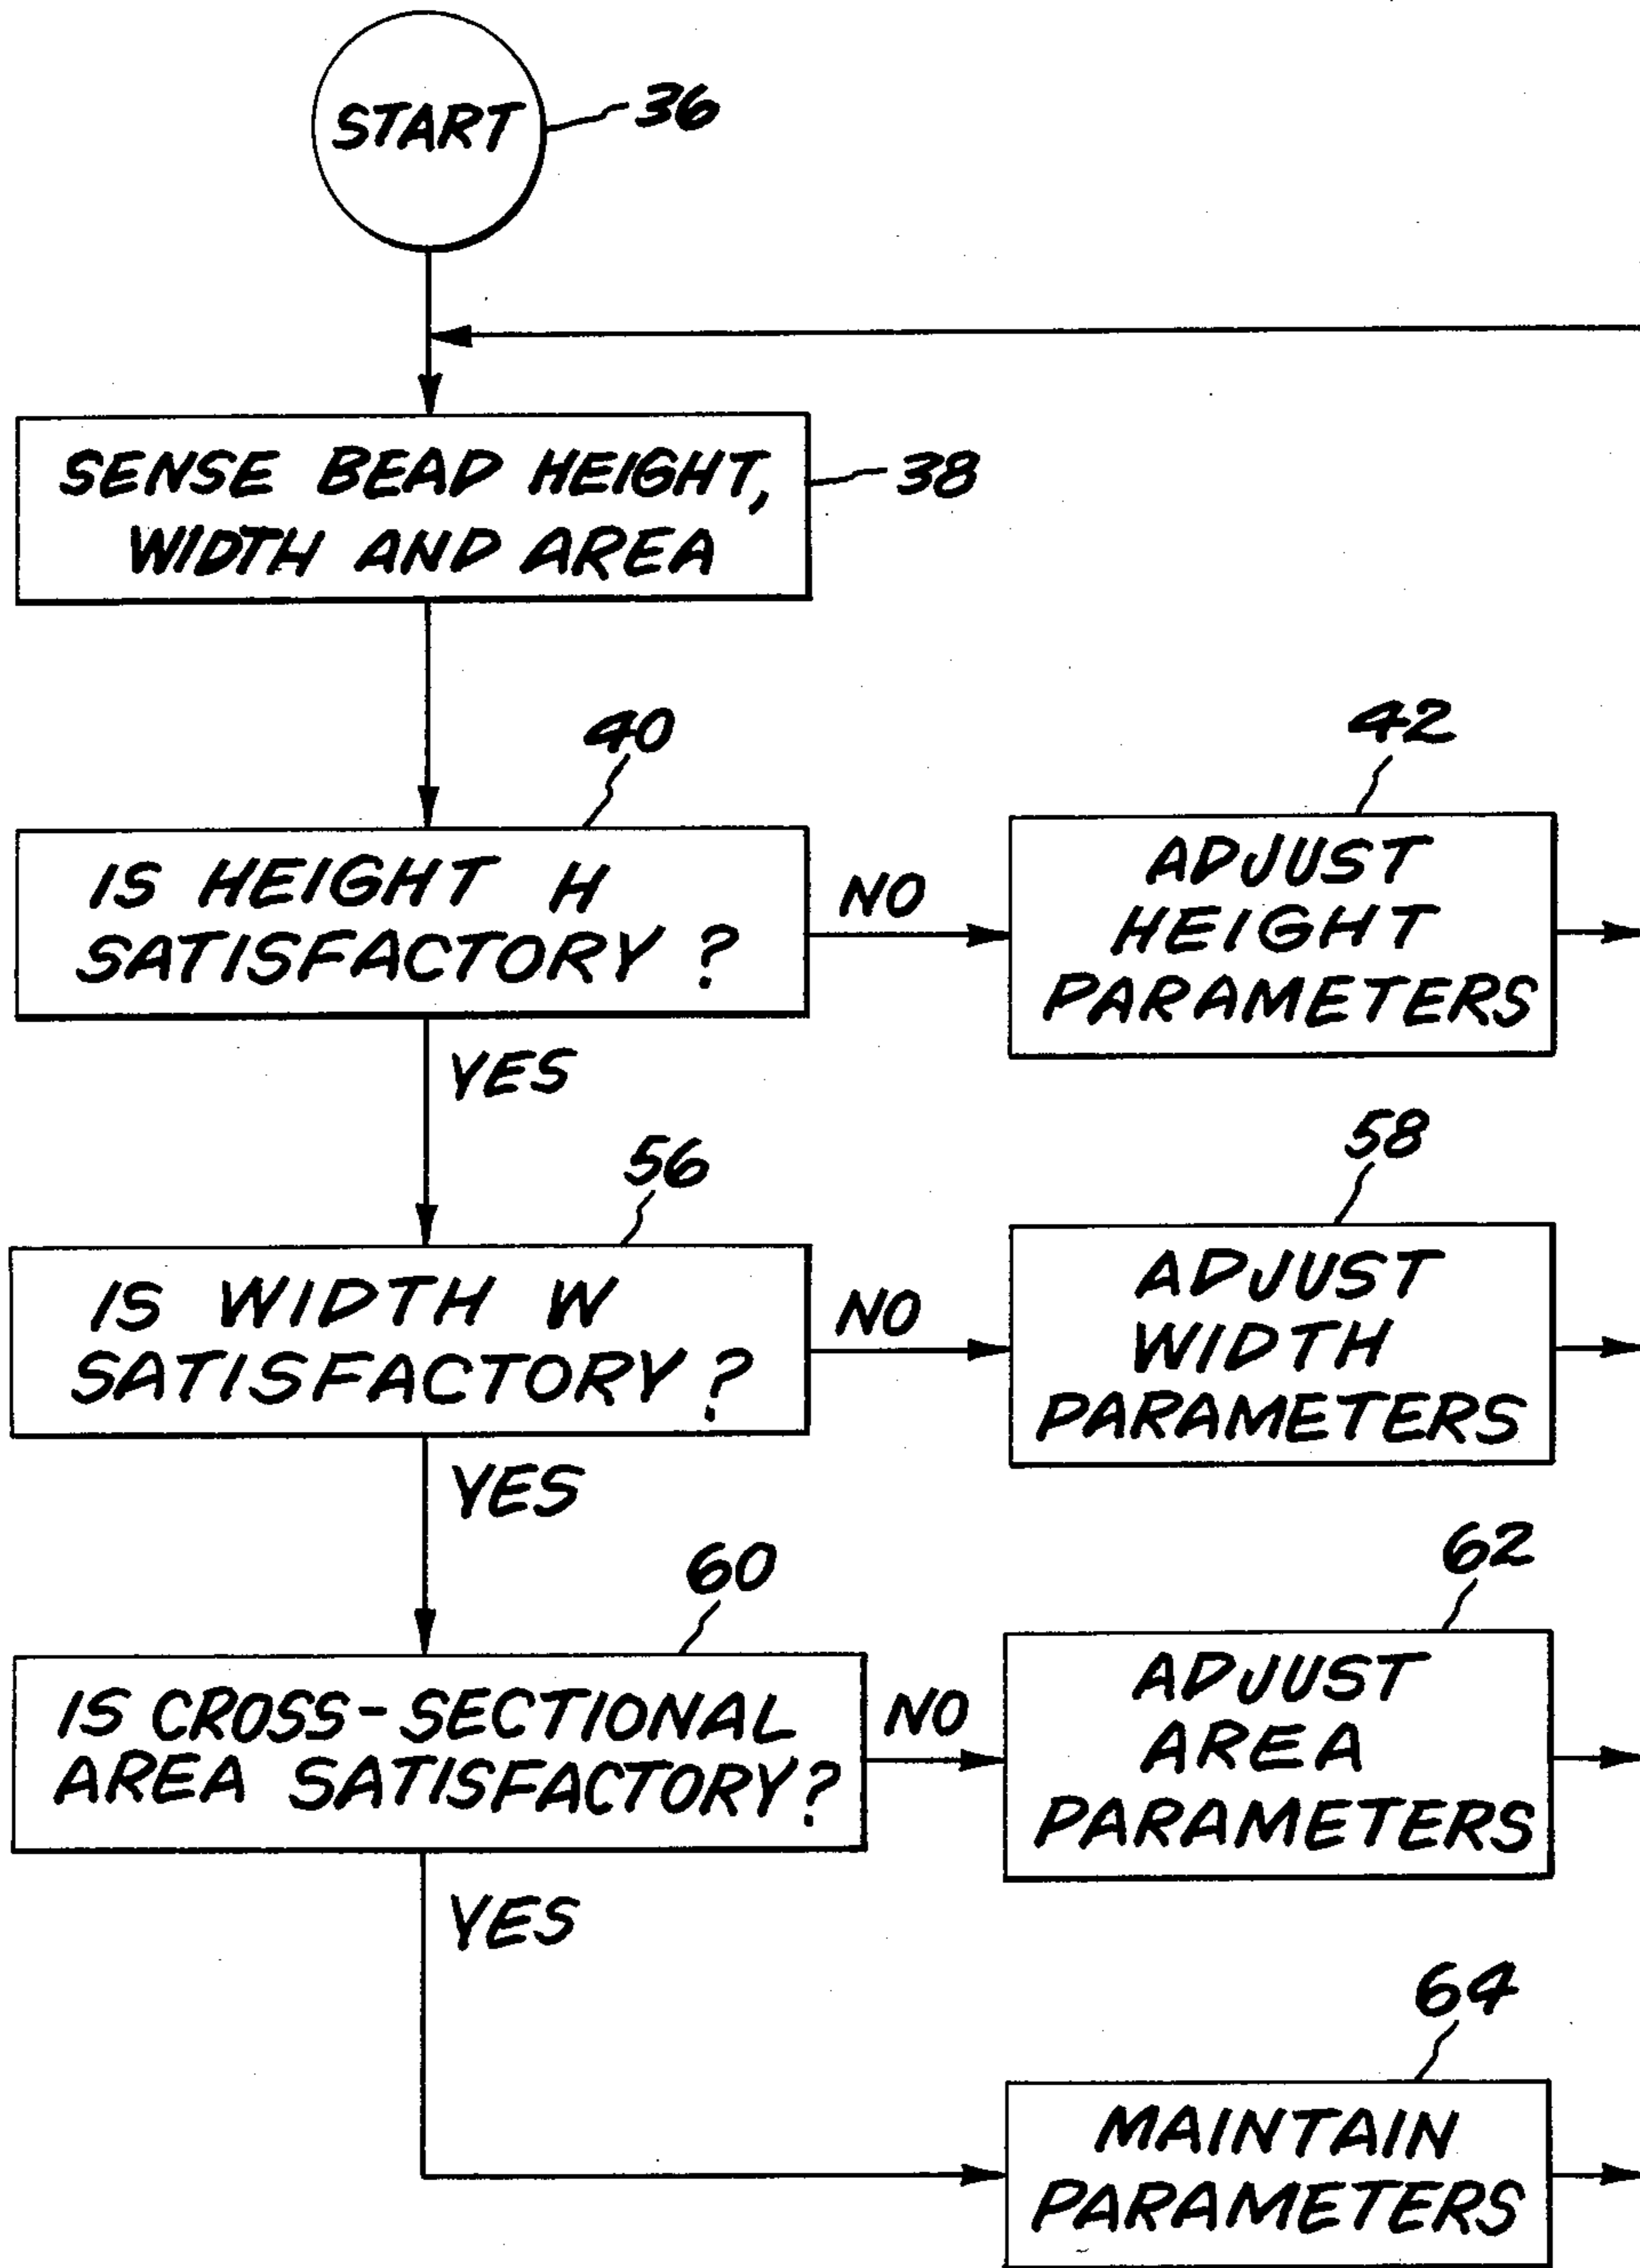 START
36
SENSE BEAD HEIGHT,
WIDTH AND AREA
38
40
IS HEIGHT H
SATISFACTORY ?
NO
42
ADJUST
HEIGHT
PARAMETERS
YES
56
IS WIDTH W
SATISFACTORY ?
NO
58
ADJUST
WIDTH
PARAMETERS
YES
60
IS CROSS-SECTIONAL
AREA SATISFACTORY?
NO
62
ADJUST
AREA
PARAMETERS
YES
64
MAINTAIN
PARAMETERS